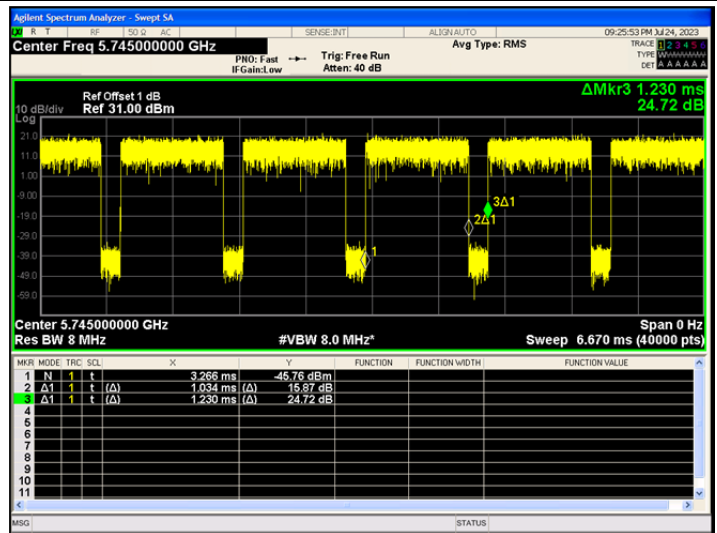 Agilent Spectrum Analyzer - Swept SA
R T RF 50 Ω AC SENSE:INT ALIGN AUTO 09:25:53 PM Jul 24, 2023
Center Freq 5.745000000 GHz
PNO: Fast Trig: Free Run Avg Type: RMS TRACE 1 2 3 4 5 6
IFGain:Low Atten: 40 dB TYPE
DET A A A A A A
ΔMkr3 1.230 ms
24.72 dB
Ref Offset 1 dB
10 dB/div Ref 31.00 dBm
Log
21.0
11.0
1.00
-9.00
-19.0
-29.0
-39.0
-49.0
-59.0
1
2Δ1
3Δ1
Center 5.745000000 GHz Span 0 Hz
Res BW 8 MHz #VBW 8.0 MHz* Sweep 6.670 ms (40000 pts)
MKR MODE TRC SCL X Y FUNCTION FUNCTION WIDTH FUNCTION VALUE
1 N 1 t 3.266 ms -45.76 dBm
2 Δ1 1 t (Δ) 1.034 ms (Δ) 15.87 dB
3 Δ1 1 t (Δ) 1.230 ms (Δ) 24.72 dB
4
5
6
7
8
9
10
11
MSG STATUS